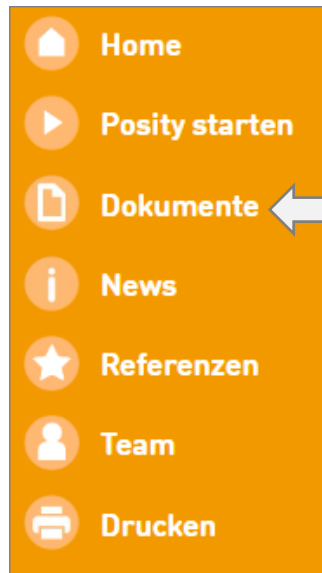 Home
Posity starten
Dokumente
News
Referenzen
Team
Drucken